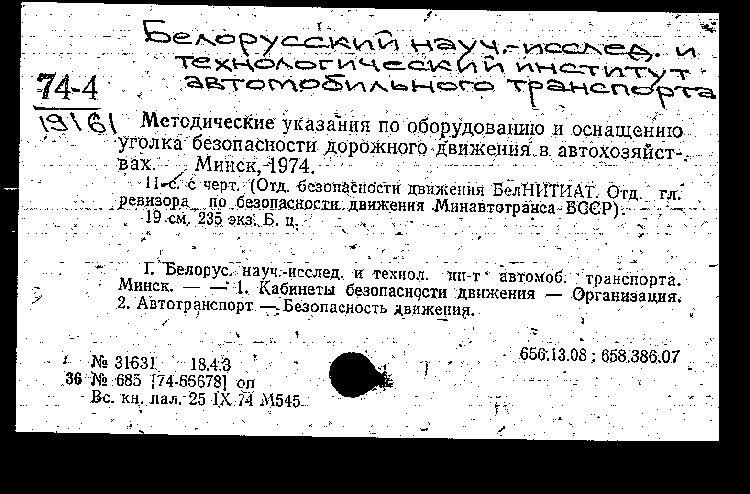 Белорусский науч.-исслед. и
технологический институт
автомобильного транспорта
74-4
19161
Методические указания по оборудованию и оснащению
уголка безопасности дорожного движения в автохозяйст-
вах. Минск, 1974.
11 с. с черт. (Отд. безопасности движения БелНИТИАТ. Отд. гл.
ревизора по безопасности движения Минавтотранса БССР).
19 см. 235 экз. Б. ц.
I. Белорус. науч.-исслед. и технол. ин-т автомоб. транспорта.
Минск. — — 1. Кабинеты безопасности движения — Организация.
2. Автотранспорт — Безопасность движения.
656.13.08 ; 658.386.07
№ 31631 18.4.3
36 № 685 [74-55678] оп
Вс. кн. пал. 25 IX 74 М545